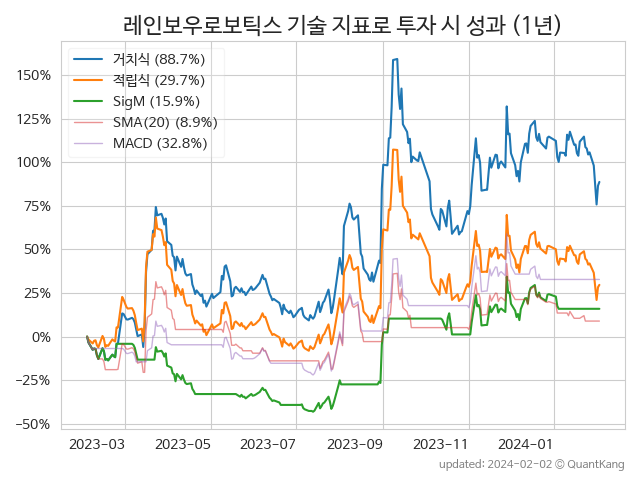 레인보우로보틱스 기술 지표로 투자 시 성과 (1년)
거치식 (88.7%)
적립식 (29.7%)
SigM (15.9%)
SMA(20) (8.9%)
MACD (32.8%)
150%
125%
100%
75%
50%
25%
0%
−25%
−50%
2023-03 2023-05 2023-07 2023-09 2023-11 2024-01
updated: 2024-02-02 © QuantKang